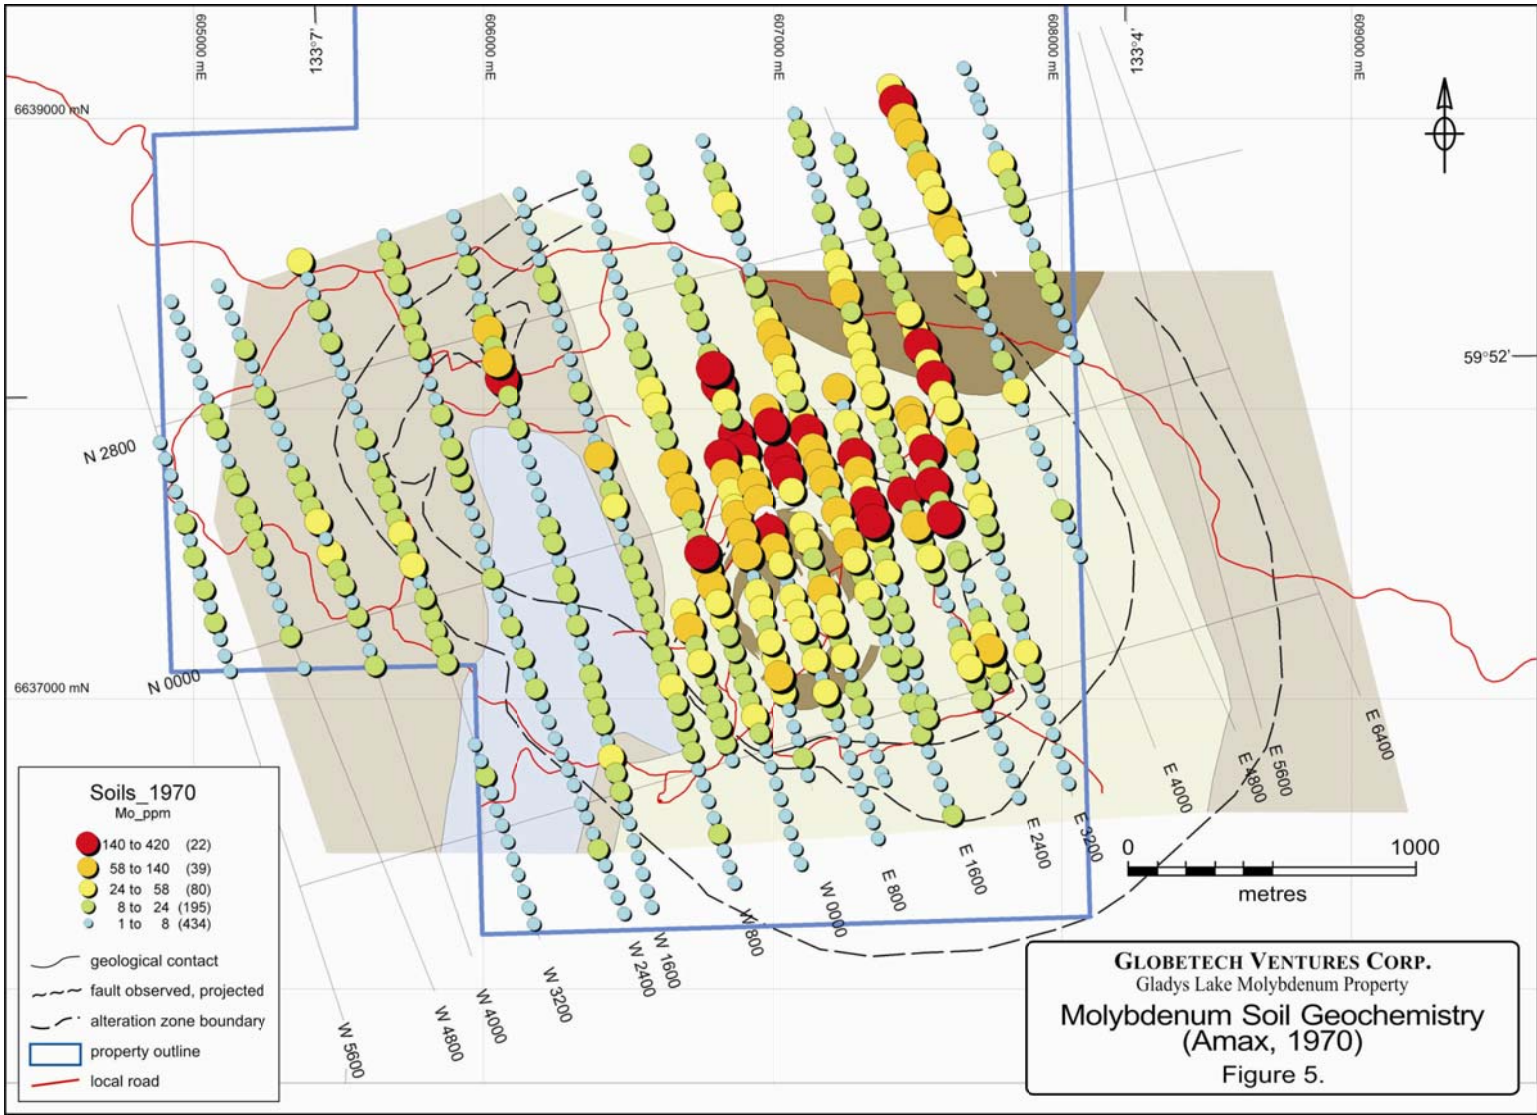 605000 mE
133°7'
606000 mE
607000 mE
608000 mE
133°4'
609000 mE
6639000 mN
59°52'
N 2800
N 0000
6637000 mN
E 6400
E 5600
E 4800
E 4000
E 3200
E 2400
E 1600
E 800
W 0000
W 800
W 1600
W 2400
W 3200
W 4000
W 4800
W 5600
Soils_1970
Mo_ppm
140 to 420 (22)
58 to 140 (39)
24 to 58 (80)
8 to 24 (195)
1 to 8 (434)
geological contact
fault observed, projected
alteration zone boundary
property outline
local road
0 1000
metres
GLOBETECH VENTURES CORP.
Gladys Lake Molybdenum Property
Molybdenum Soil Geochemistry
(Amax, 1970)
Figure 5.